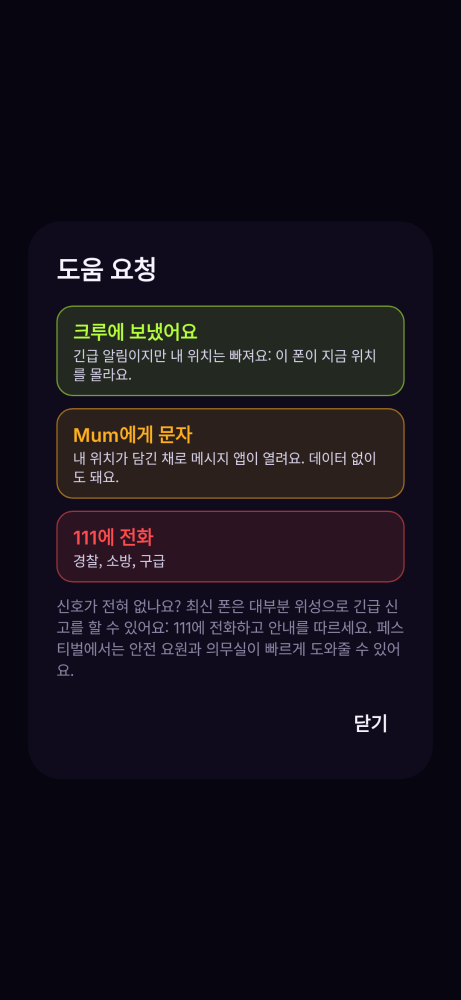 도움 요청
크루에 보냈어요
긴급 알림이지만 내 위치는 빠져요: 이 폰이 지금 위치
를 몰라요.
Mum에게 문자
내 위치가 담긴 채로 메시지 앱이 열려요. 데이터 없이
도 돼요.
111에 전화
경찰, 소방, 구급
신호가 전혀 없나요? 최신 폰은 대부분 위성으로 긴급 신
고를 할 수 있어요: 111에 전화하고 안내를 따르세요. 페스
티벌에서는 안전 요원과 의무실이 빠르게 도와줄 수 있어
요.
닫기